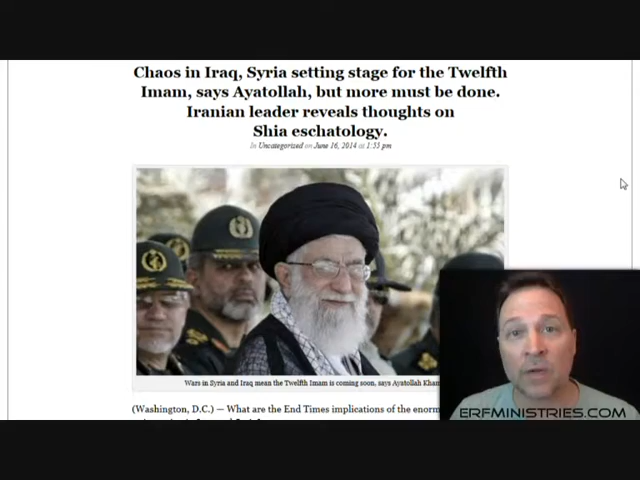 Chaos in Iraq, Syria setting stage for the Twelfth
Imam, says Ayatollah, but more must be done.
Iranian leader reveals thoughts on
Shia eschatology.
In Uncategorized on June 16, 2014 at 1:55 pm
Wars in Syria and Iraq mean the Twelfth Imam is coming soon, says Ayatollah
(Washington, D.C.) — What are the End Times implications of the
ERFMINISTRIES.COM